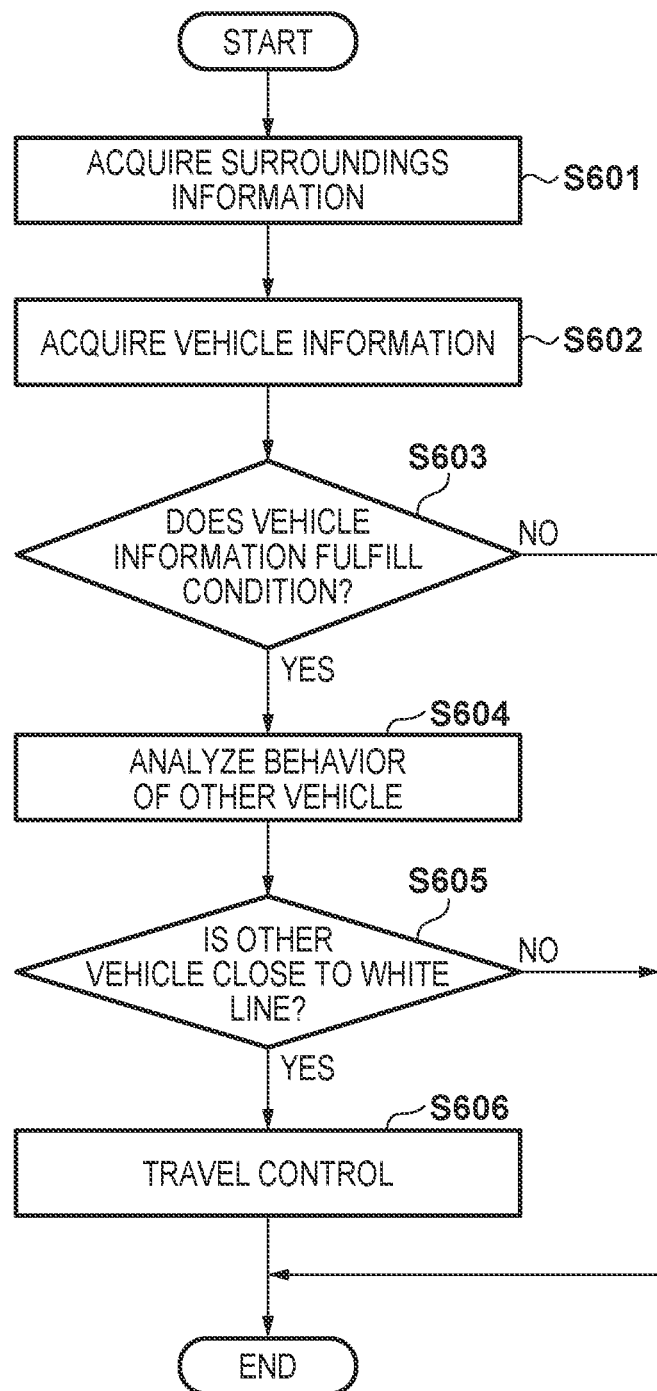 START
ACQUIRE SURROUNDINGS
INFORMATION
S601
ACQUIRE VEHICLE INFORMATION
S602
S603
DOES VEHICLE
INFORMATION FULFILL
CONDITION?
NO
YES
S604
ANALYZE BEHAVIOR
OF OTHER VEHICLE
S605
IS OTHER
VEHICLE CLOSE TO WHITE
LINE?
NO
YES
S606
TRAVEL CONTROL
END